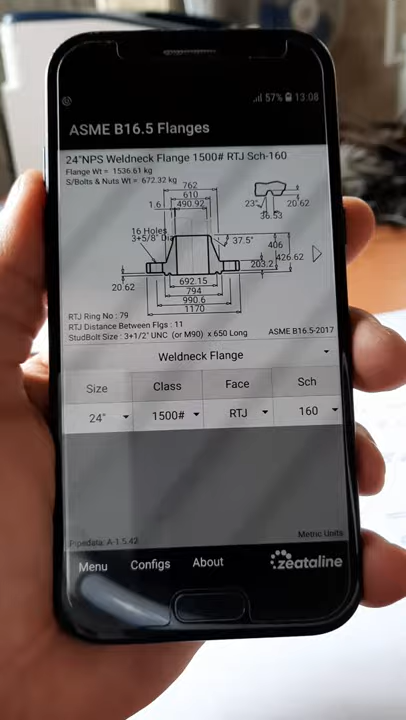 57% 13:08
ASME B16.5 Flanges
24"NPS Weldneck Flange 1500# RTJ Sch-160
Flange Wt = 1536.61 kg
S/Bolts & Nuts Wt = 672.32 kg
762
610
1.6 490.92
23° 20.62
36.53
16 Holes
3+5/8" Dia
37.5°
406
426.62
203.2
20.62
692.15
794
990.6
1170
RTJ Ring No : 79
RTJ Distance Between Flgs : 11
StudBolt Size : 3+1/2" UNC (or M90) x 650 Long ASME B16.5-2017
Weldneck Flange
Size Class Face Sch
24" 1500# RTJ 160
Pipedata: A-1.5.42 Metric Units
Menu Configs About zeataline